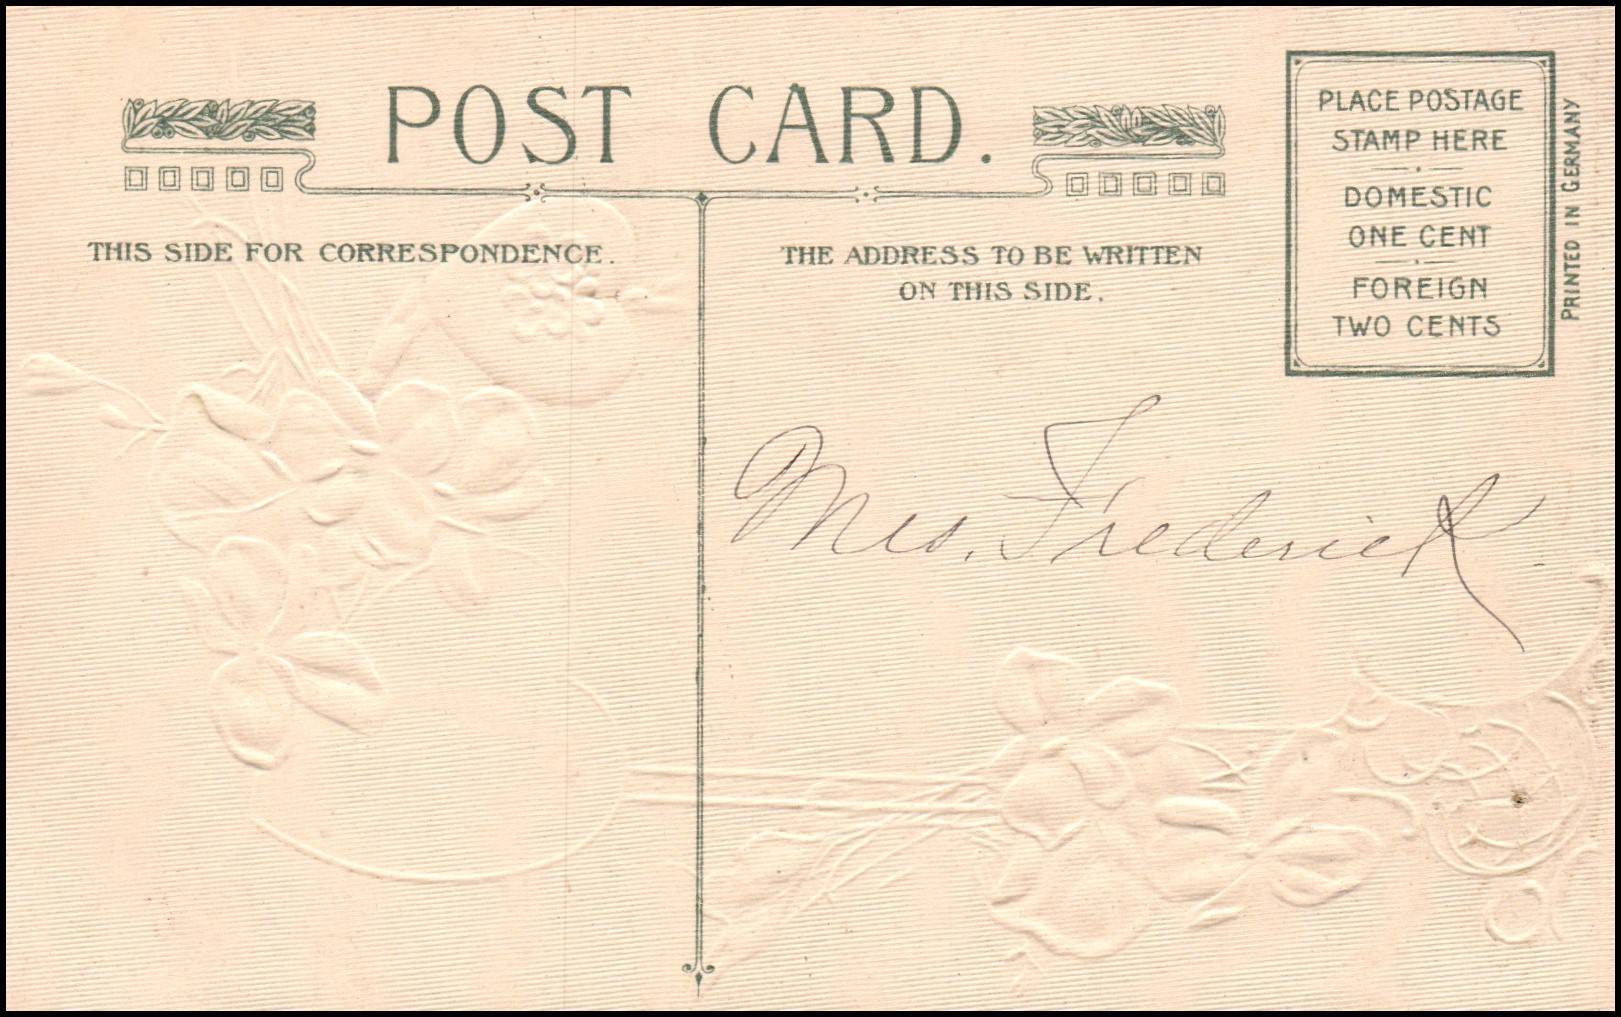 POST CARD.
THIS SIDE FOR CORRESPONDENCE.
THE ADDRESS TO BE WRITTEN
ON THIS SIDE.
PLACE POSTAGE
STAMP HERE
DOMESTIC
ONE CENT
FOREIGN
TWO CENTS
PRINTED IN GERMANY
Mrs. Frederick